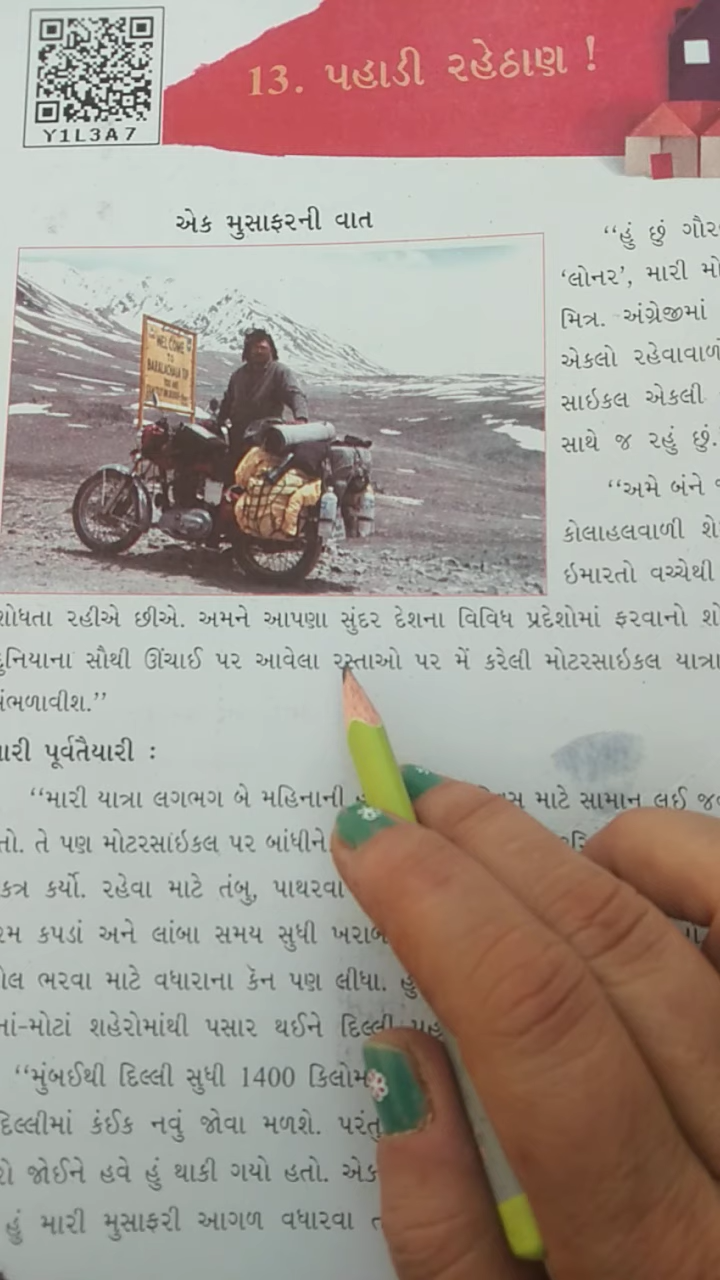 Y1L3A7
13. પહાડી રહેઠાણ !
એક મુસાફરની વાત
WELCOME
TO
"હું છું
'લોનર', મારી
મિત્ર. અંગ્રેજીમાં
એકલો રહેવાવાળો
સાઇકલ એકલી
સાથે જ રહું છું.
"અમે બંને
કોલાહલવાળી
ઇમારતો વચ્ચેથી
શોધતા રહીએ છીએ. અમને આપણા સુંદર દેશના વિવિધ પ્રદેશોમાં ફરવાનો
દુનિયાના સૌથી ઊંચાઈ પર આવેલા રસ્તાઓ પર મેં કરેલી મોટરસાઇકલ યાત્રા
સંભળાવીશ."
મારી પૂર્વતૈયારી :
"મારી યાત્રા લગભગ બે મહિનાની માટે સામાન લઈ
તે પણ મોટરસાઇકલ પર બાંધીને.
કર્યો. રહેવા માટે તંબુ, પાથરવા
કપડાં અને લાંબા સમય સુધી
ભરવા માટે વધારાના કૅન પણ લીધા. હું
શહેરોમાંથી પસાર થઈને દિલ્લી
"મુંબઈથી દિલ્લી સુધી 1400
દિલ્લીમાં કંઈક નવું જોવા મળશે. પરંતુ
જોઈને હવે હું થાકી ગયો હતો. એક
હું મારી મુસાફરી આગળ વધારવા